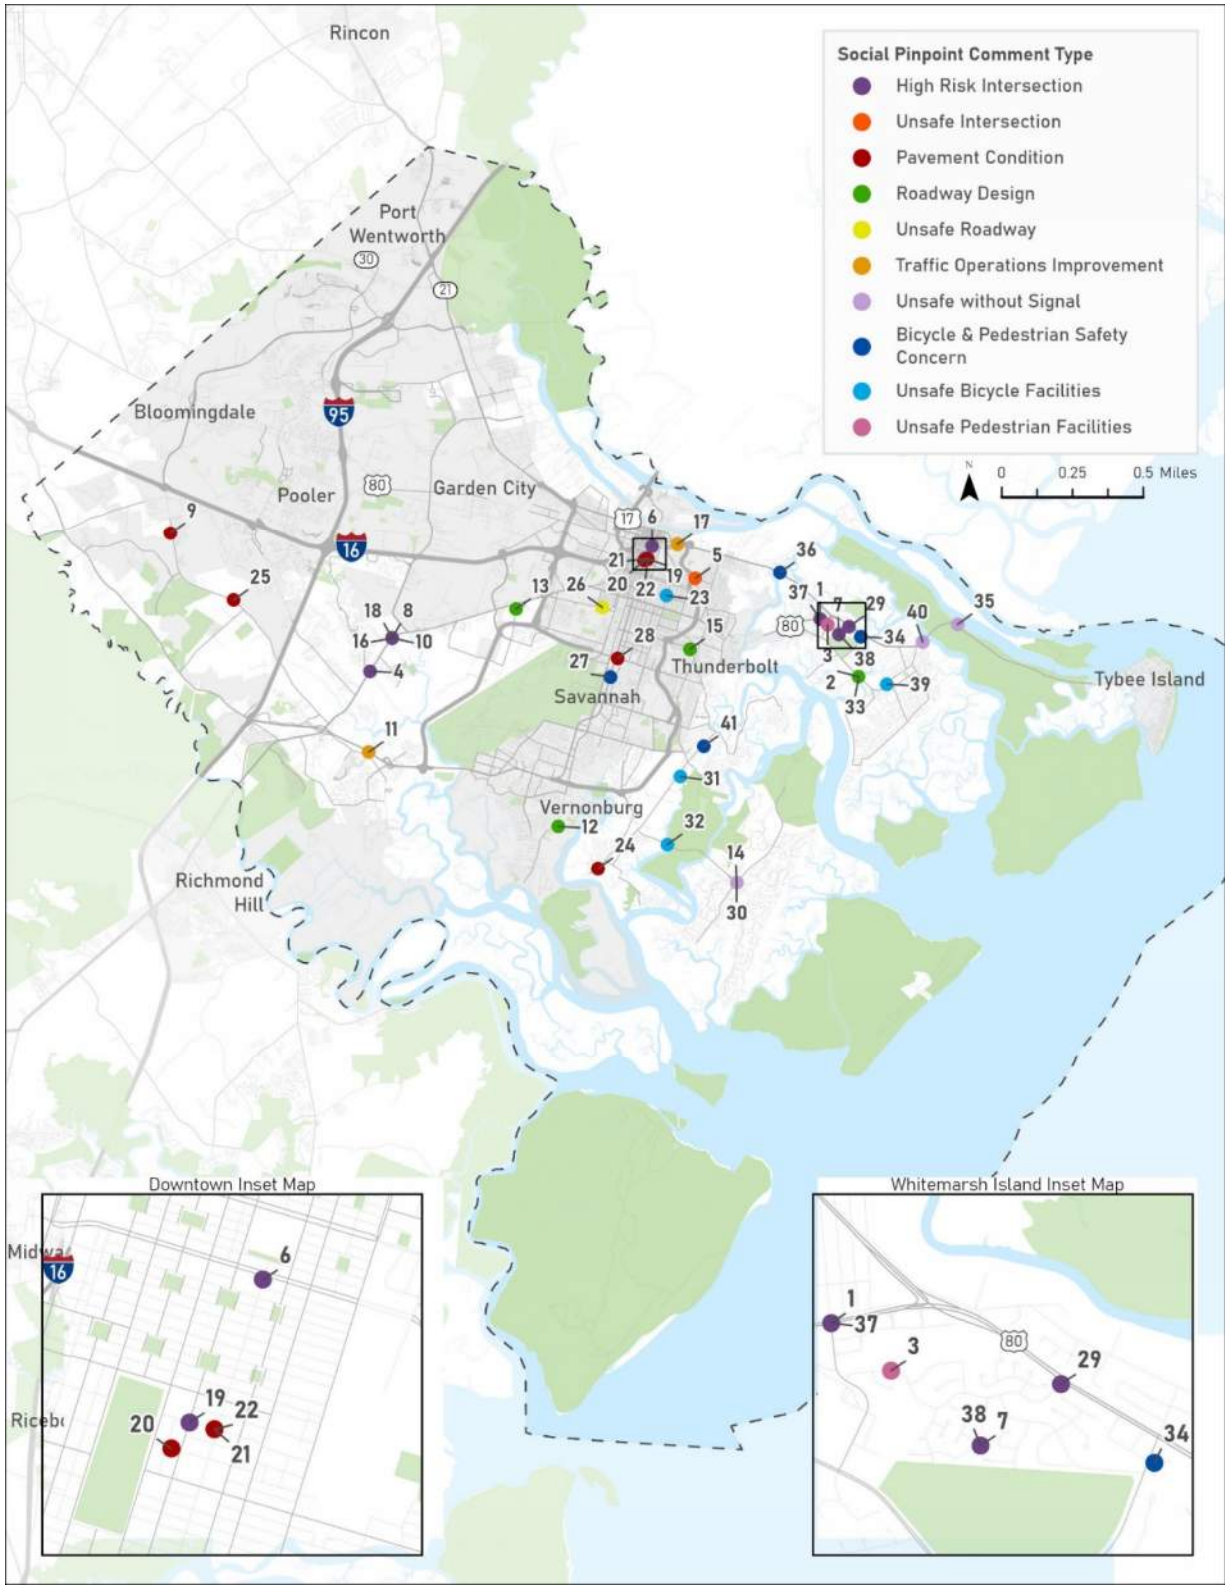 Rincon
Social Pinpoint Comment Type
High Risk Intersection
Unsafe Intersection
Pavement Condition
Roadway Design
Unsafe Roadway
Traffic Operations Improvement
Unsafe without Signal
Bicycle & Pedestrian Safety
Concern
Unsafe Bicycle Facilities
Unsafe Pedestrian Facilities
N
0 0.25 0.5 Miles
Port
Wentworth
30
21
Bloomingdale
95
Pooler
80
Garden City
17
6
17
9
16
21
5
36
25
20
22
19
23
13
26
37
1
7
29
40
35
80
34
18
8
16
10
28
15
3
38
4
27
Thunderbolt
2
39
Tybee Island
Savannah
33
11
41
31
Vernonburg
12
32
24
14
30
Richmond
Hill
Downtown Inset Map
Midwa
16
6
Ricebo
19
22
20
21
Whitemarsh Island Inset Map
1
37
80
3
29
38
7
34